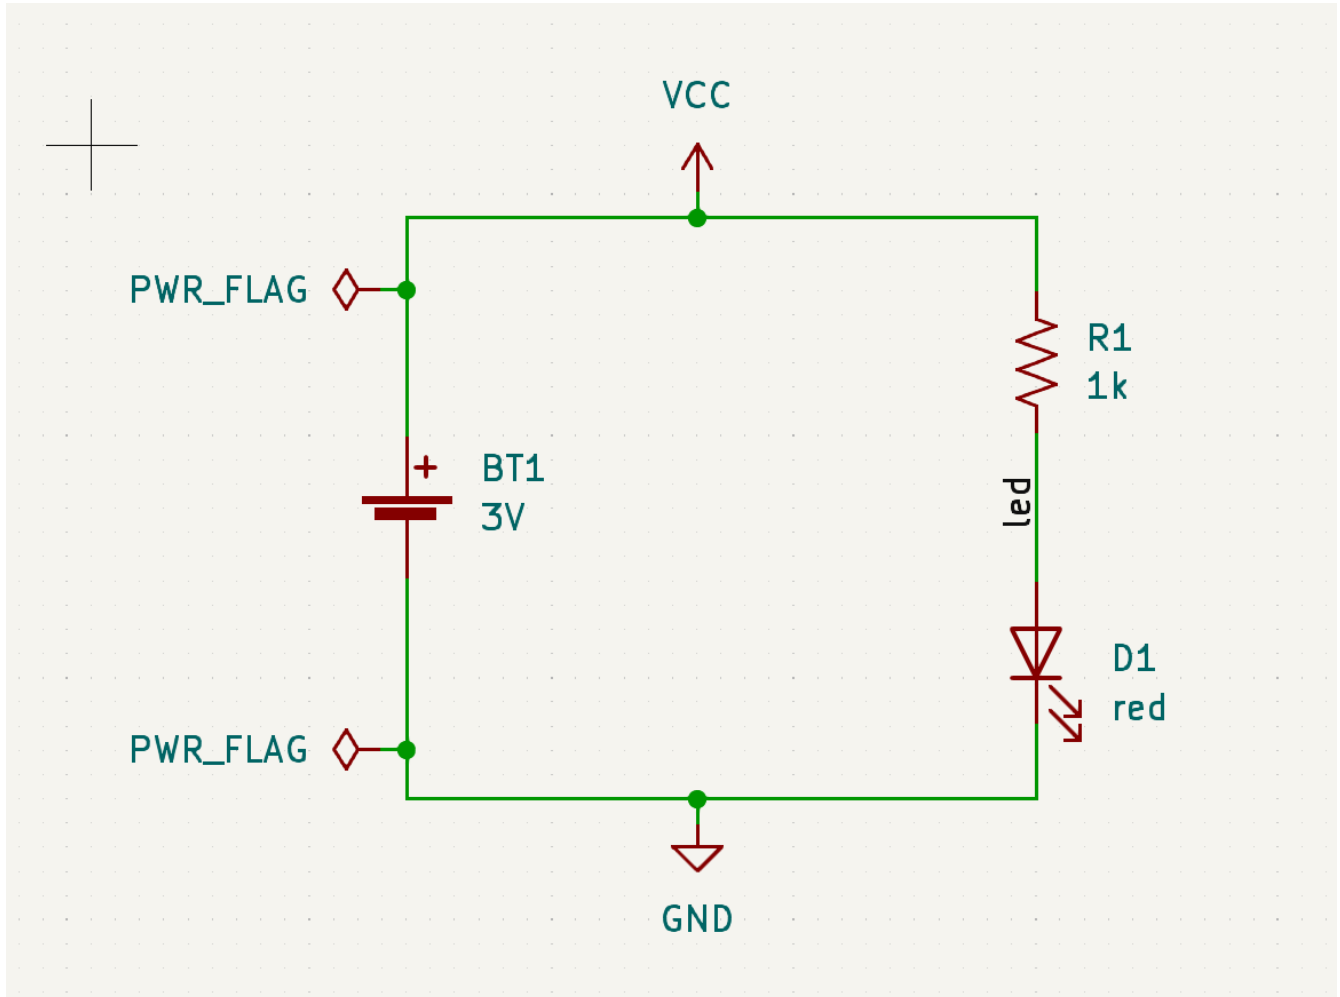 VCC
PWR_FLAG
R1
1k
+
BT1
3V
led
D1
red
PWR_FLAG
GND